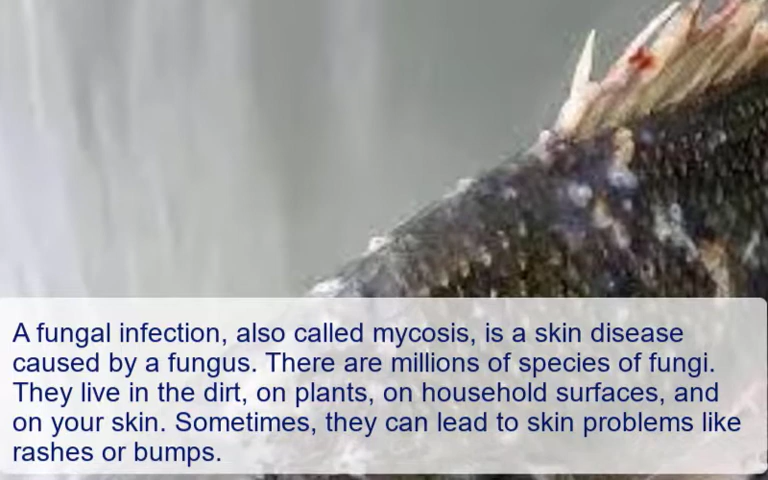 A fungal infection, also called mycosis, is a skin disease
caused by a fungus. There are millions of species of fungi.
They live in the dirt, on plants, on household surfaces, and
on your skin. Sometimes, they can lead to skin problems like
rashes or bumps.